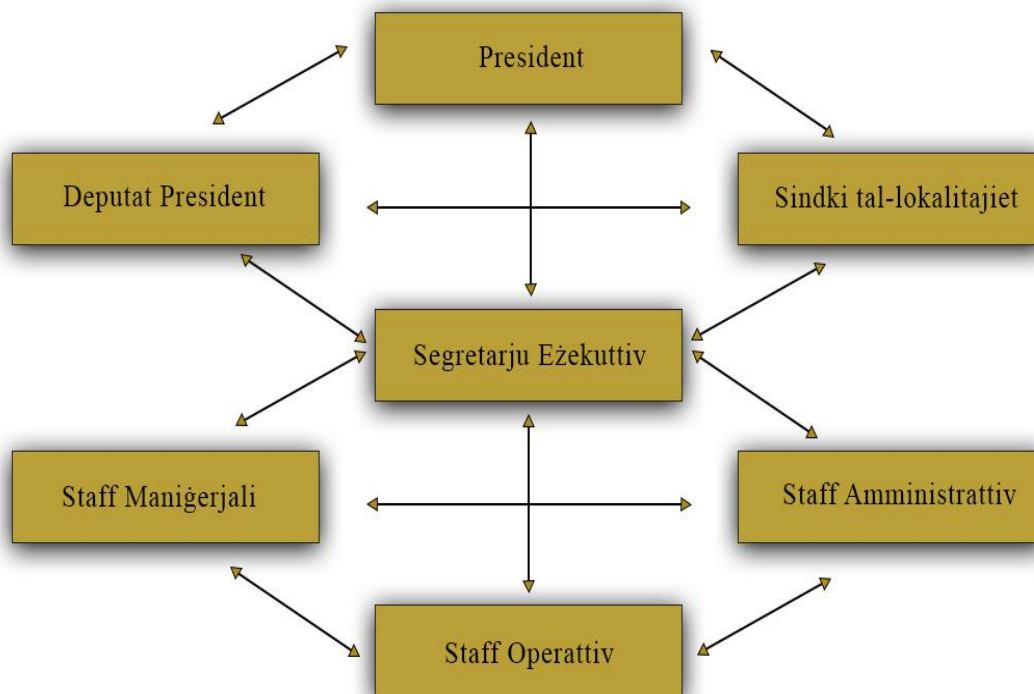 President
Deputat President
Sindki tal-lokalitajiet
Segretarju Eżekuttiv
Staff Maniġerjali
Staff Amministrattiv
Staff Operattiv